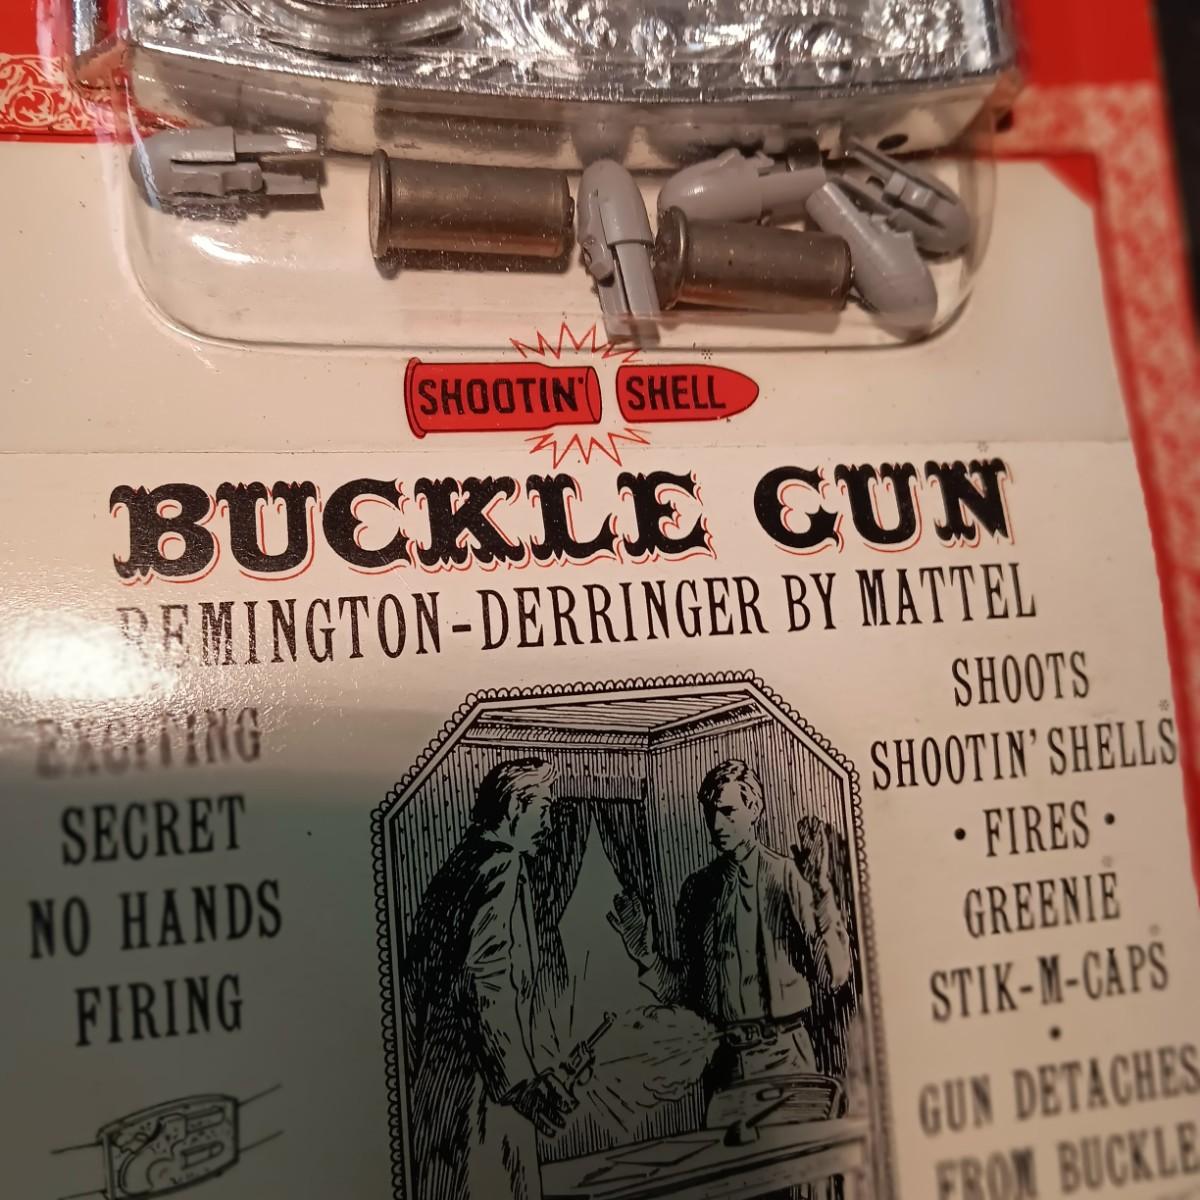 SHOOTIN' SHELL
BUCKLE GUN
REMINGTON-DERRINGER BY MATTEL
EXCITING
SECRET
NO HANDS
FIRING
SHOOTS
SHOOTIN' SHELLS
• FIRES •
GREENIE
STIK-M-CAPS
•
GUN DETACHES
FROM BUCKLE